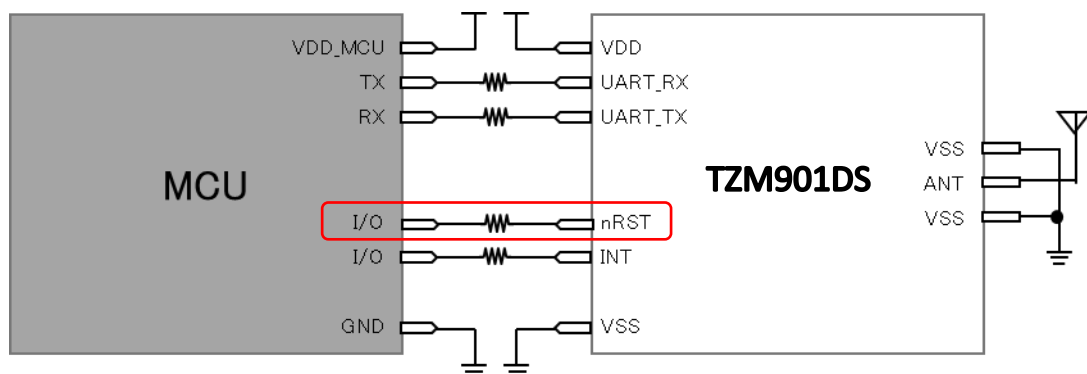 VDD_MCU
VDD
TX
UART_RX
RX
UART_TX
MCU
TZM901DS
VSS
ANT
VSS
I/O
nRST
I/O
INT
GND
VSS